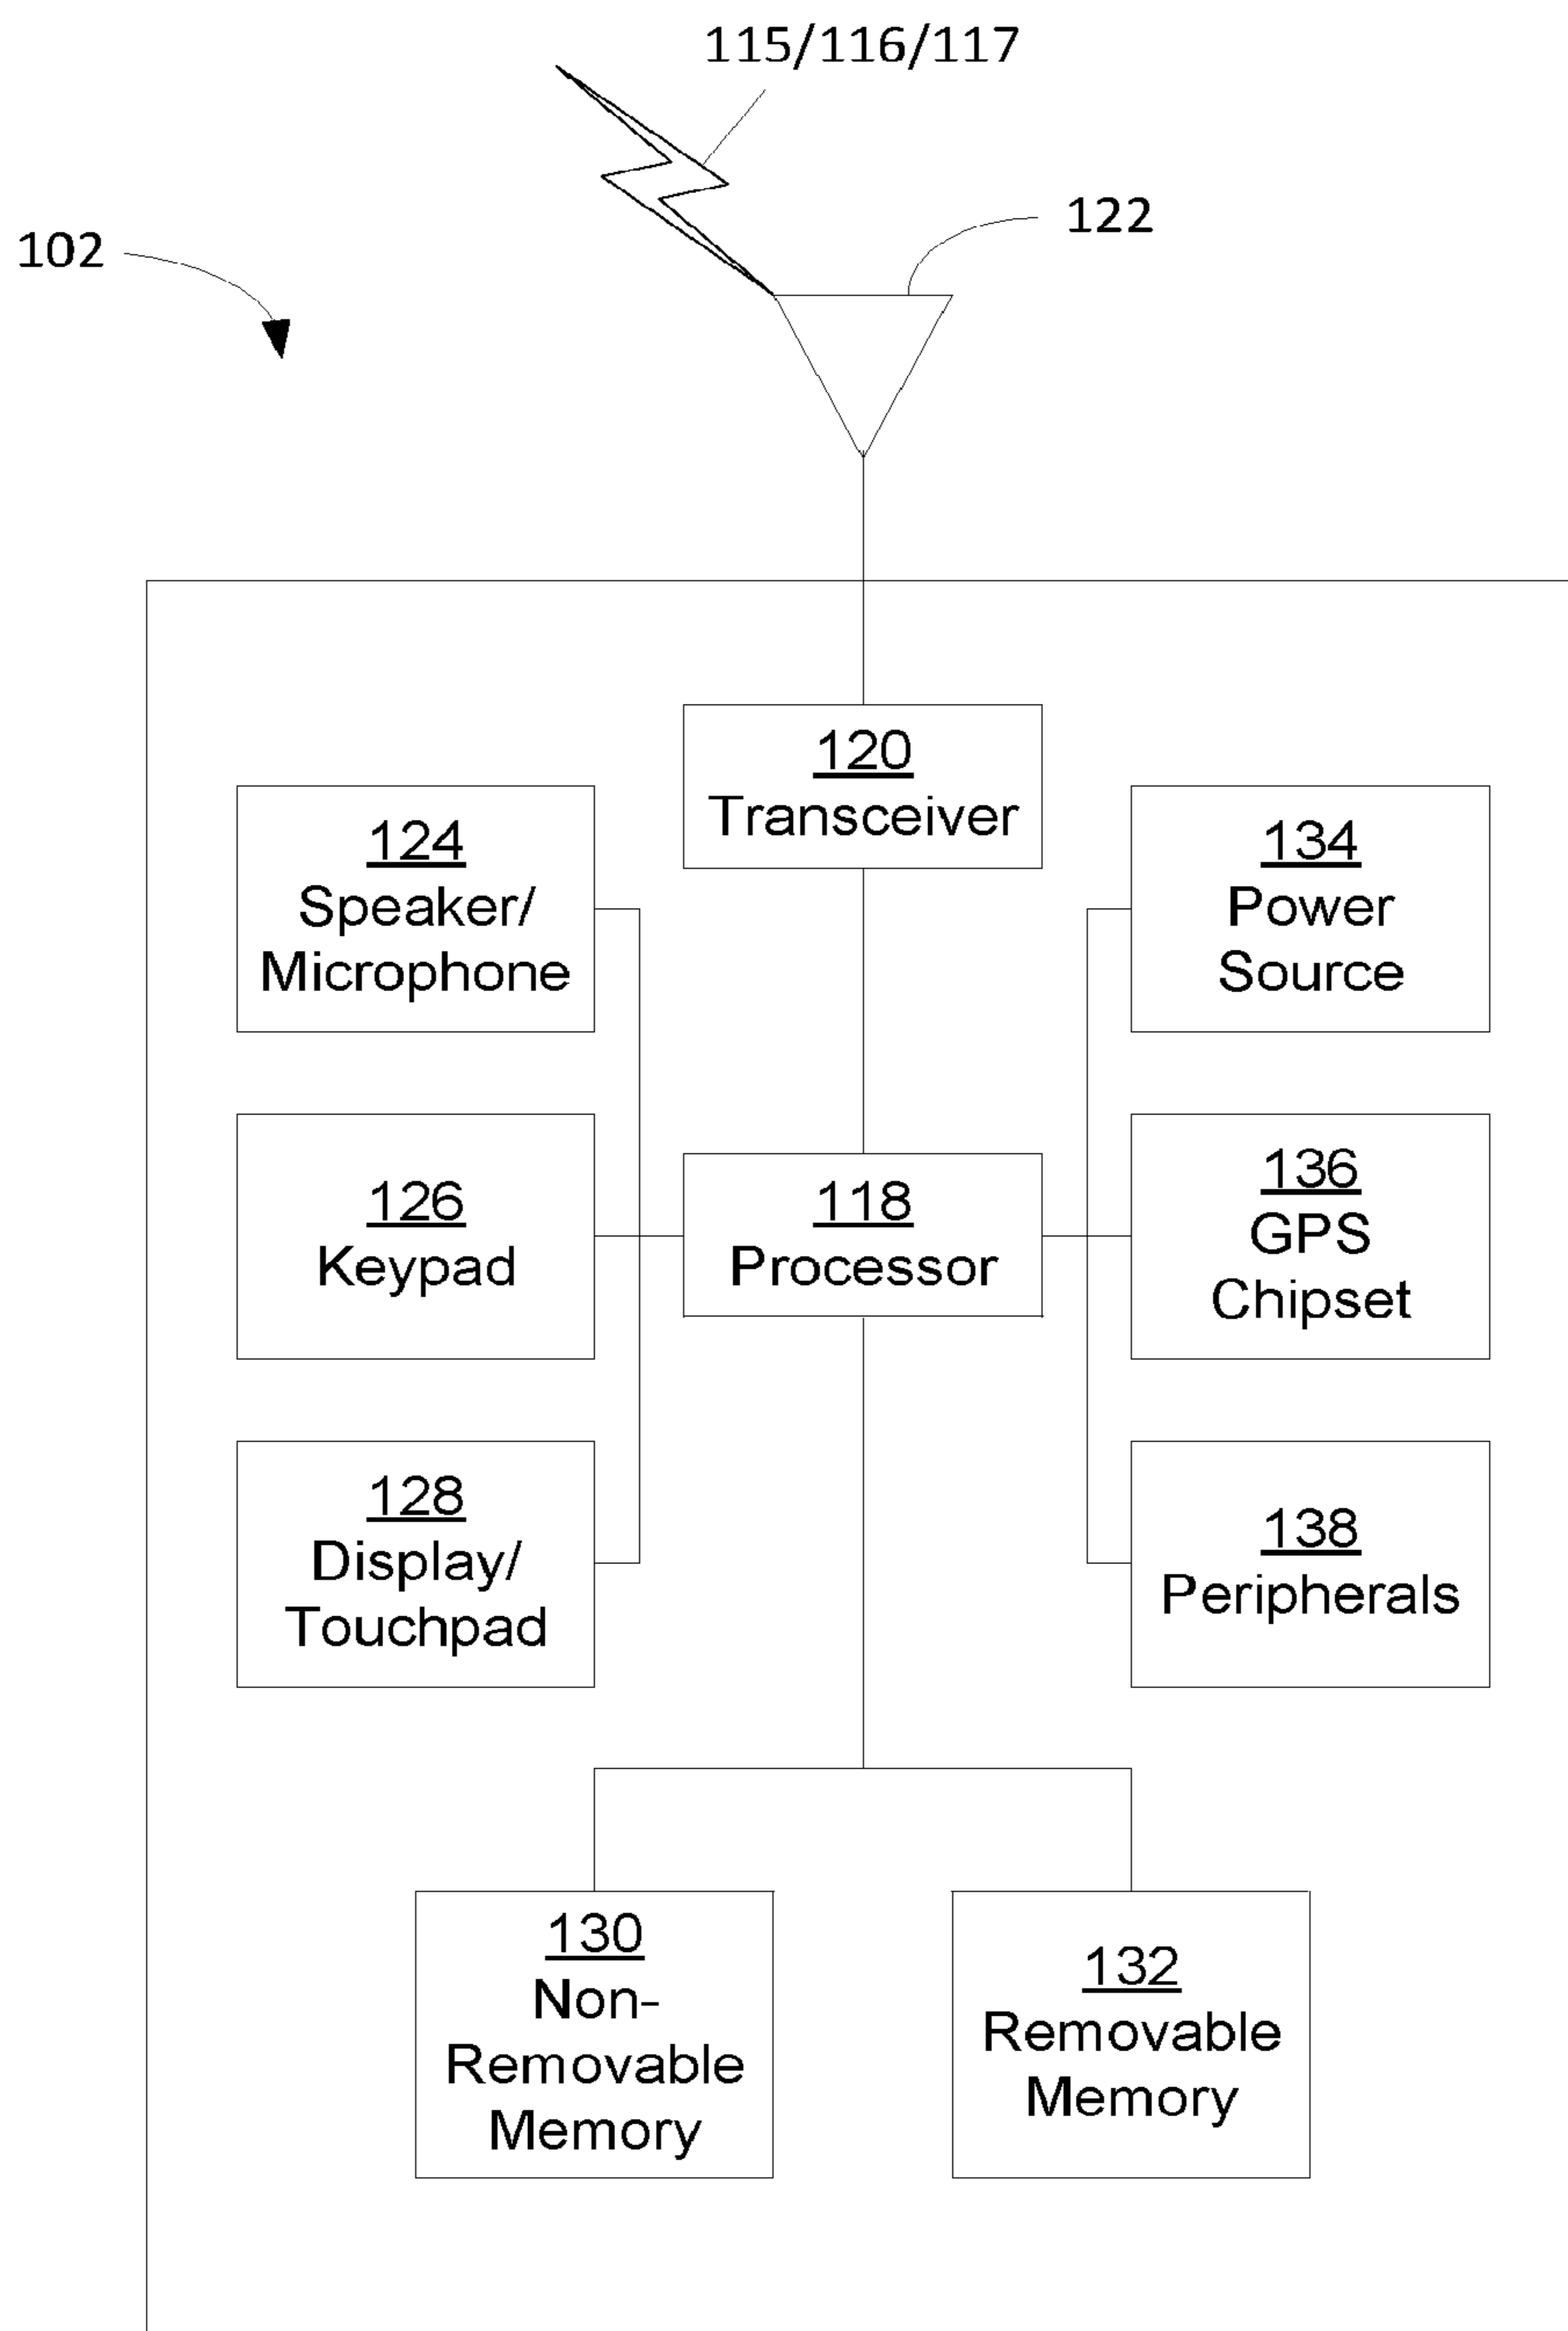 115/116/117
122
102
120
Transceiver
124
Speaker/
Microphone
134
Power
Source
126
Keypad
118
Processor
136
GPS
Chipset
128
Display/
Touchpad
138
Peripherals
130
Non-
Removable
Memory
132
Removable
Memory